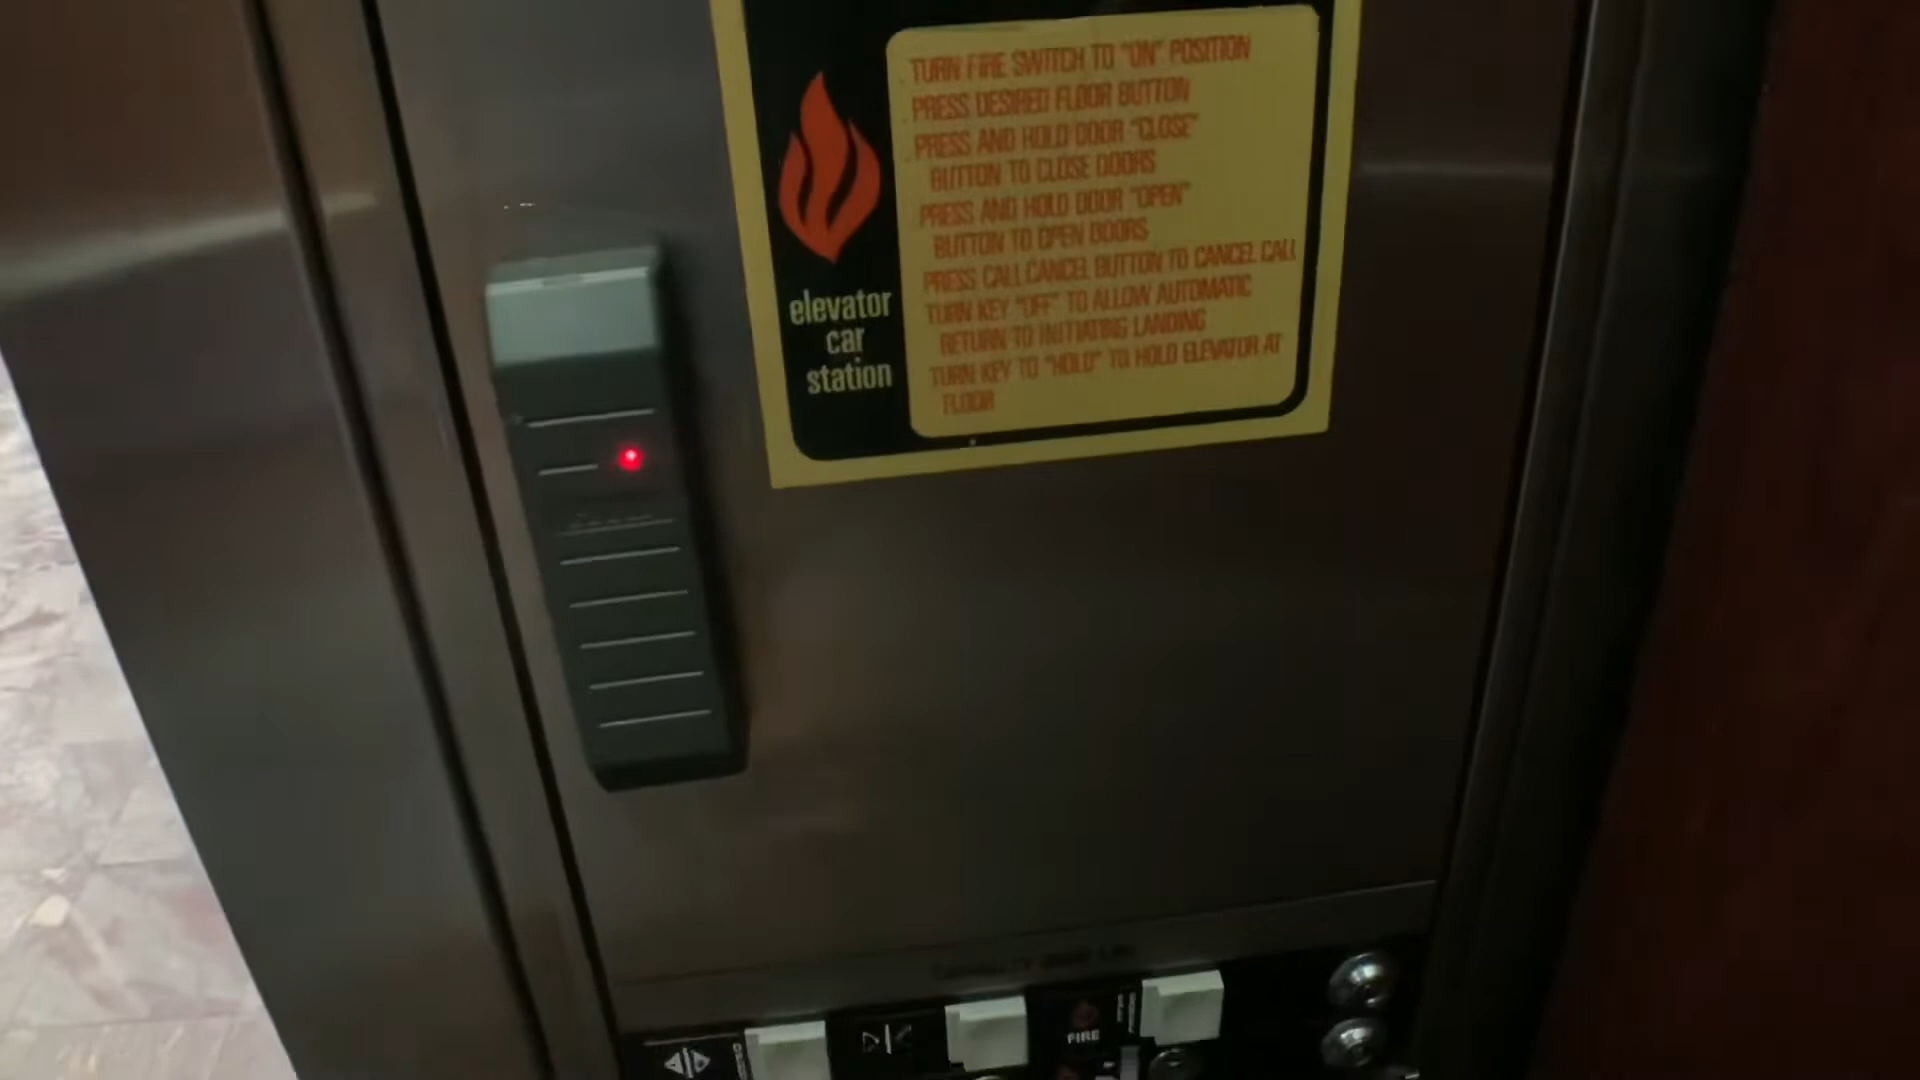 TURN FIRE SWITCH TO "ON" POSITION
PRESS DESIRED FLOOR BUTTON
PRESS AND HOLD DOOR "CLOSE"
BUTTON TO CLOSE DOORS
PRESS AND HOLD DOOR "OPEN"
BUTTON TO OPEN DOORS
PRESS CALL CANCEL BUTTON TO CANCEL CALL
TURN KEY "OFF" TO ALLOW AUTOMATIC
RETURN TO INITIATING LANDING
TURN KEY TO "HOLD" TO HOLD ELEVATOR AT
FLOOR
elevator
car
station
FIRE